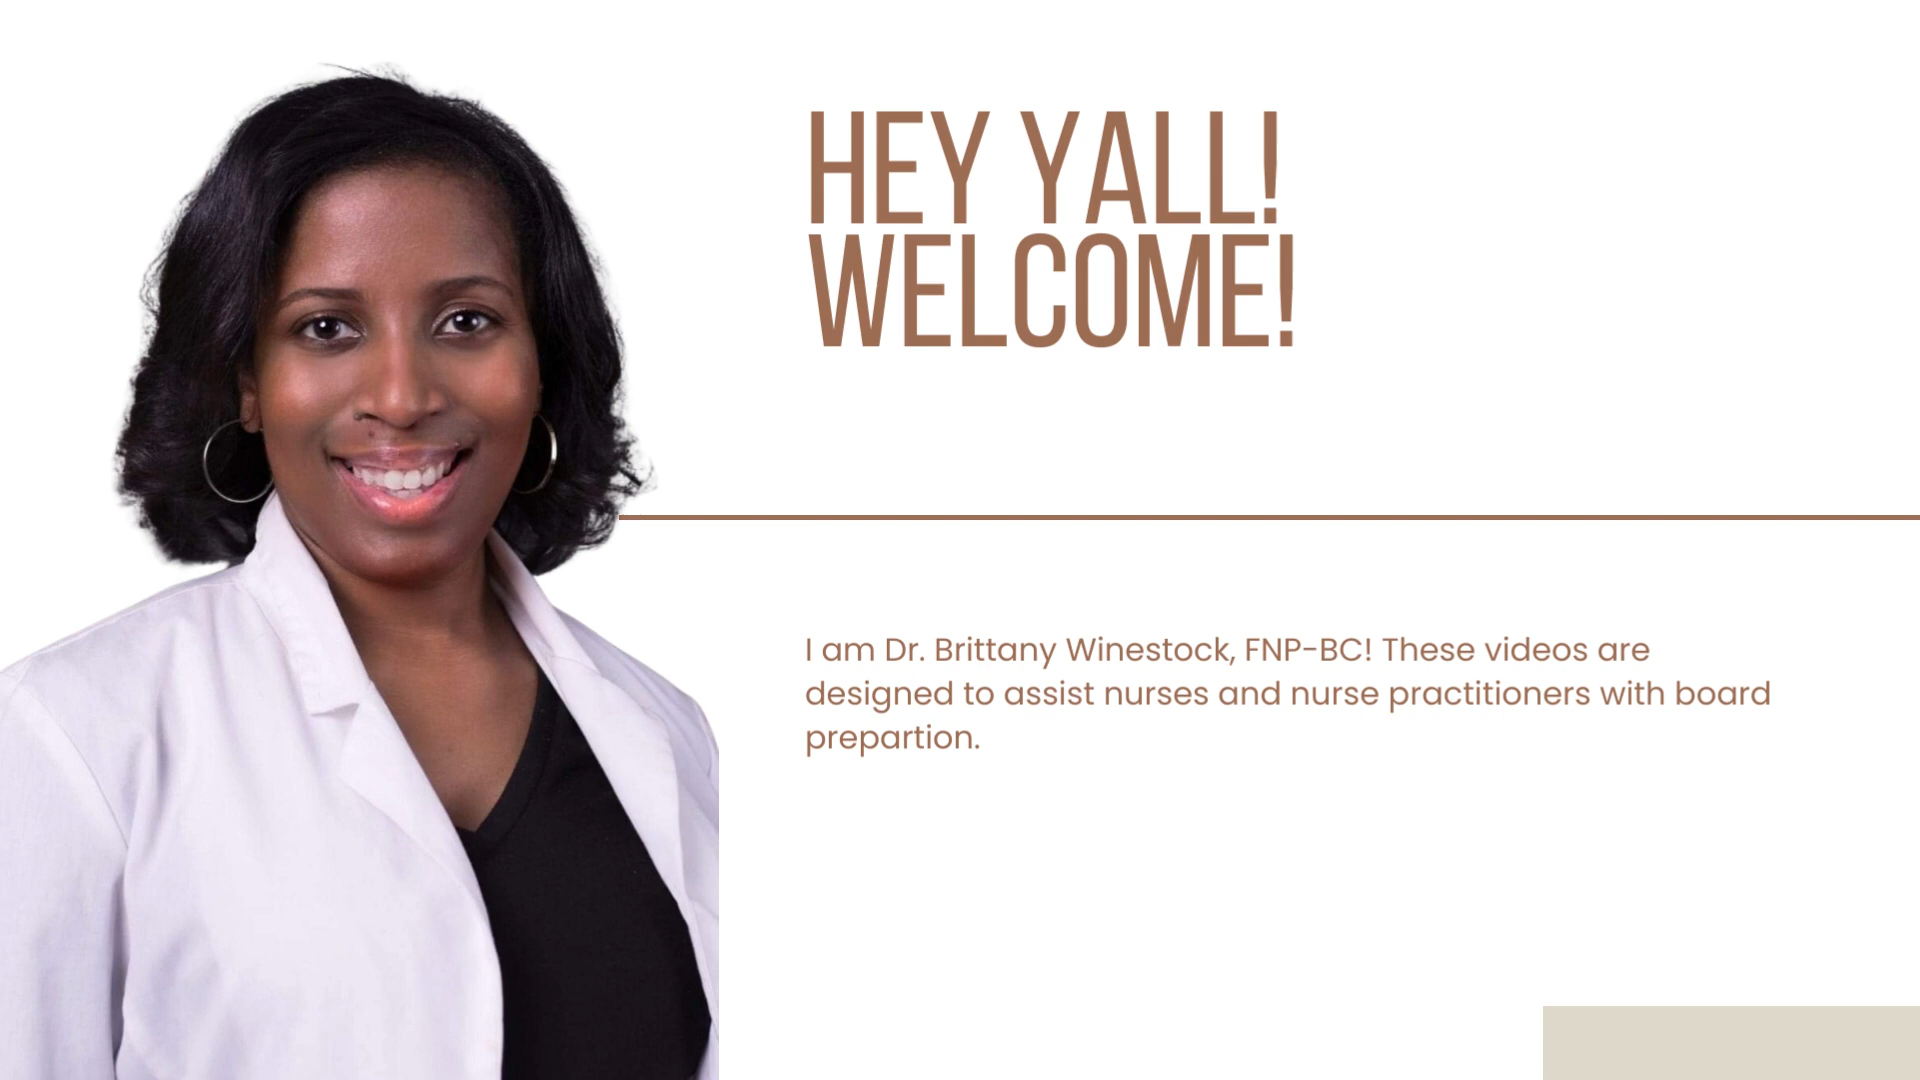 HEY YALL!
WELCOME!
I am Dr. Brittany Winestock, FNP-BC! These videos are
designed to assist nurses and nurse practitioners with board
prepartion.